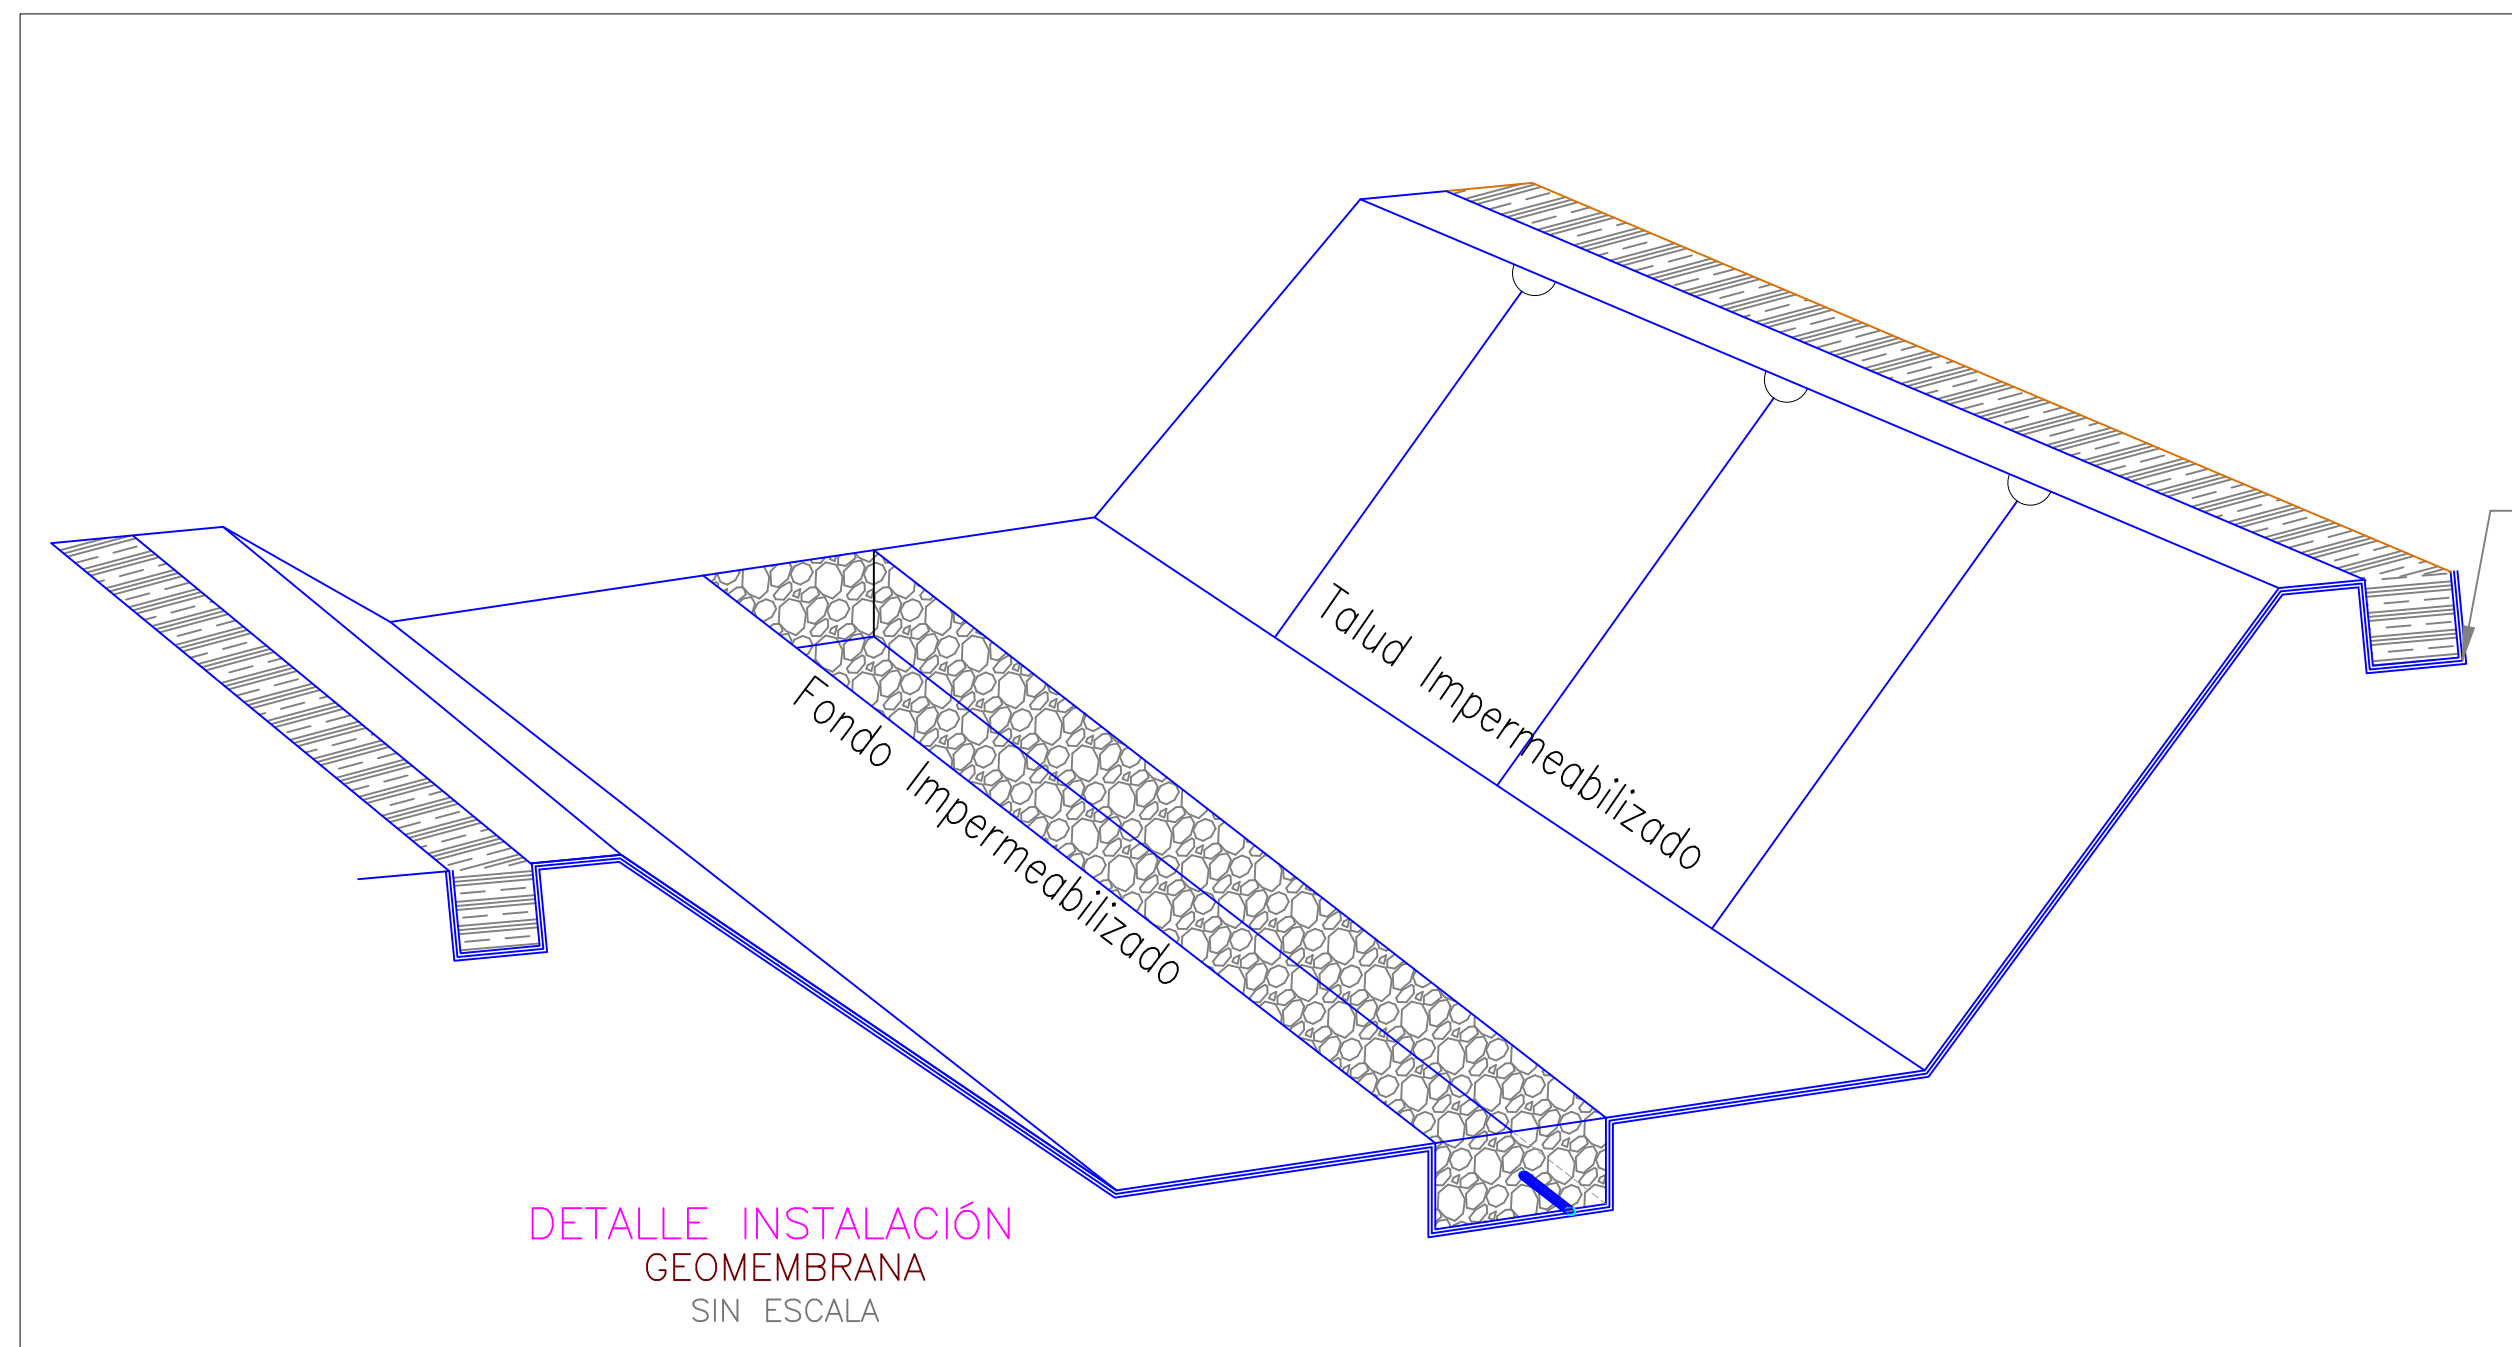 Talud Impermeabilizado
Fondo Impermeabilizado
DETALLE INSTALACIÓN
GEOMEMBRANA
SIN ESCALA